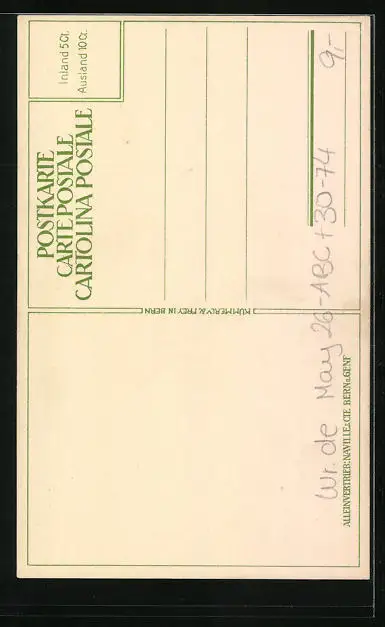 POSTKARTE
CARTE POSTALE
CARTOLINA POSTALE
Inland 5 Ct.
Ausland 10 Ct.
KÜMMERLY & FREY IN BERN
9,-
Wr. de May 26-ABC + 30-74
ALLEINVERTRIEB: NAVILLE & CIE. BERN u. GENF